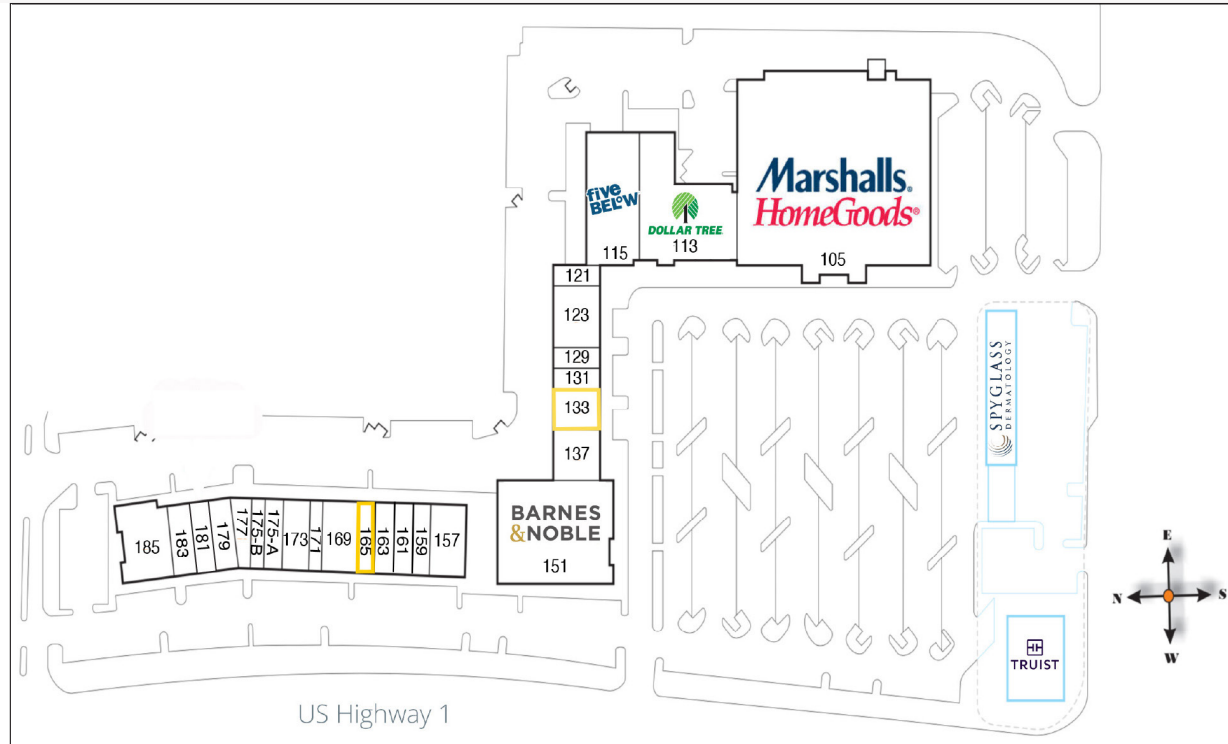 Marshalls.
HomeGoods®
105
five
BEL°W
115
DOLLAR TREE
113
121
123
129
131
133
137
BARNES
&NOBLE
151
185
183
181
179
177
175-B
175-A
173
171
169
165
163
161
159
157
SPYGLASS
DERMATOLOGY
TRUIST
E
N
S
W
US Highway 1